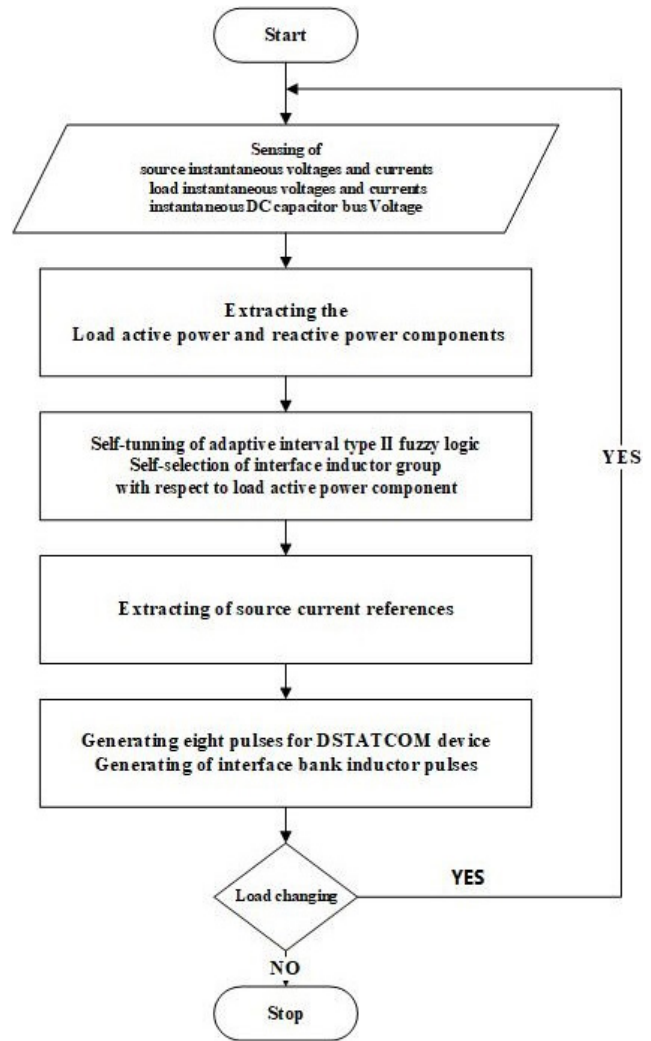 Start
Sensing of
source instantaneous voltages and currents
load instantaneous voltages and currents
instantaneous DC capacitor bus Voltage
Extracting the
Load active power and reactive power components
Self-tunning of adaptive interval type II fuzzy logic
Self-selection of interface inductor group
with respect to load active power component
YES
Extracting of source current references
Generating eight pulses for DSTATCOM device
Generating of interface bank inductor pulses
Load changing
YES
NO
Stop